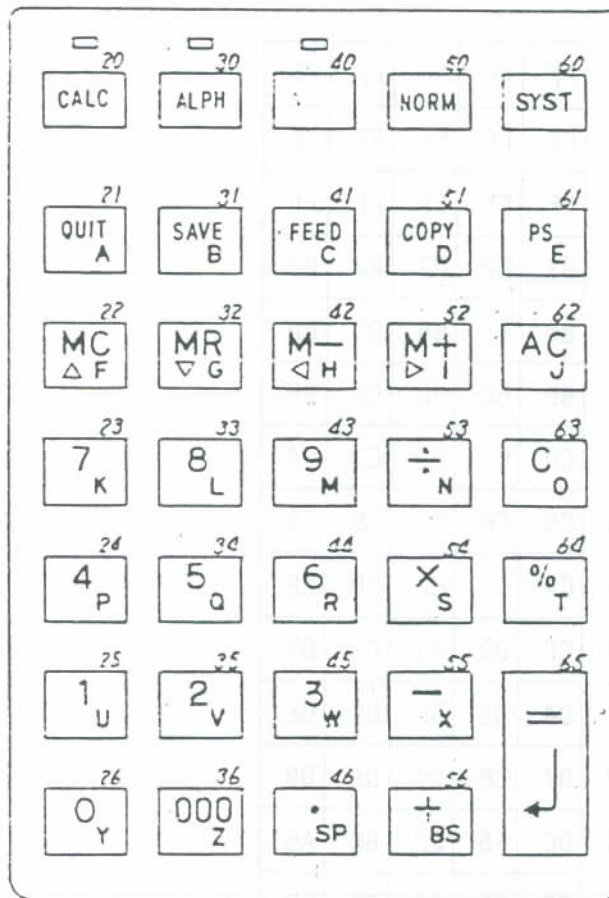 20 30 40 50 60
CALC ALPH NORM SYST
21 31 41 51 61
QUIT SAVE FEED COPY PS
A B C D E
22 32 42 52 62
MC MR M− M+ AC
△ F ▽ G ◁ H ▷ I J
23 33 43 53 63
7 8 9 ÷ C
K L M N O
24 34 44 54 64
4 5 6 × %
P Q R S T
25 35 45 55 65
1 2 3 − =
U V W X
26 36 46 56
0 000 . + ↵
Y Z SP BS